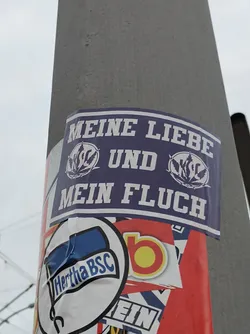 MEINE LIEBE
UND
MEIN FLUCH
Hertha BSC